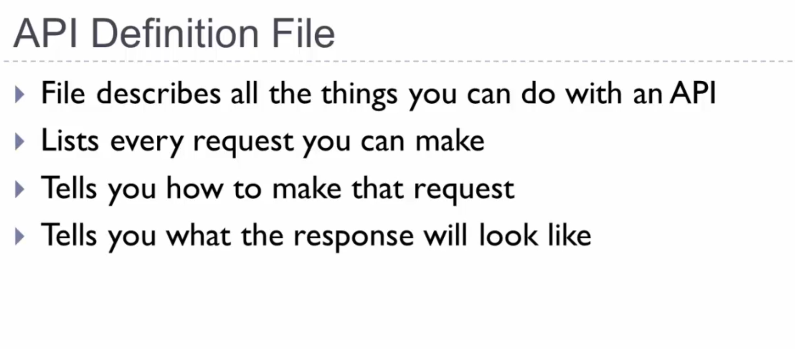 API Definition File
File describes all the things you can do with an API
Lists every request you can make
Tells you how to make that request
Tells you what the response will look like